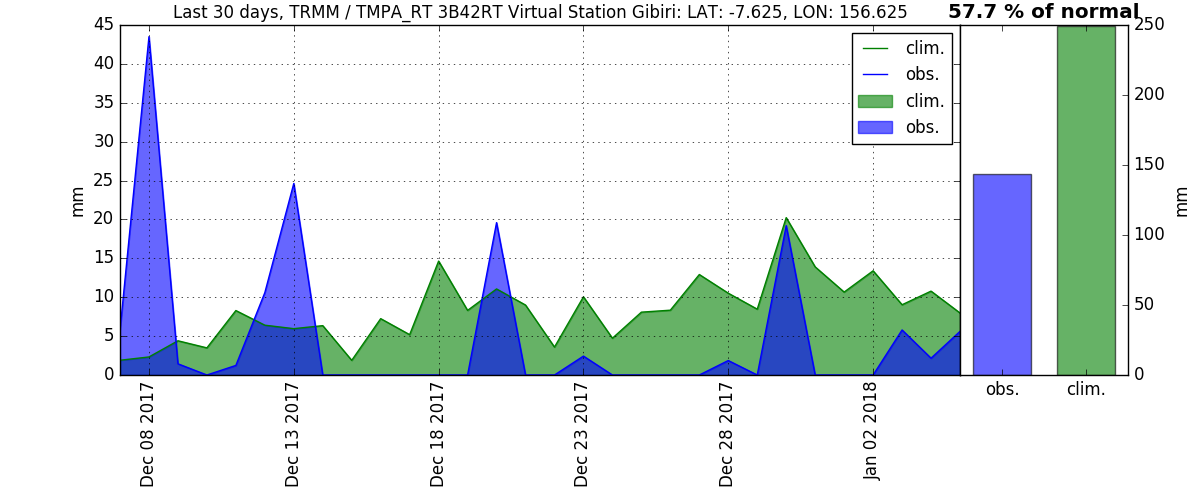 Last 30 days, TRMM / TMPA_RT 3B42RT Virtual Station Gibiri: LAT: -7.625, LON: 156.625
57.7 % of normal
45
40
35
30
25
20
15
10
5
0
mm
clim.
obs.
clim.
obs.
Dec 08 2017
Dec 13 2017
Dec 18 2017
Dec 23 2017
Dec 28 2017
Jan 02 2018
250
200
150
100
50
0
mm
obs.
clim.